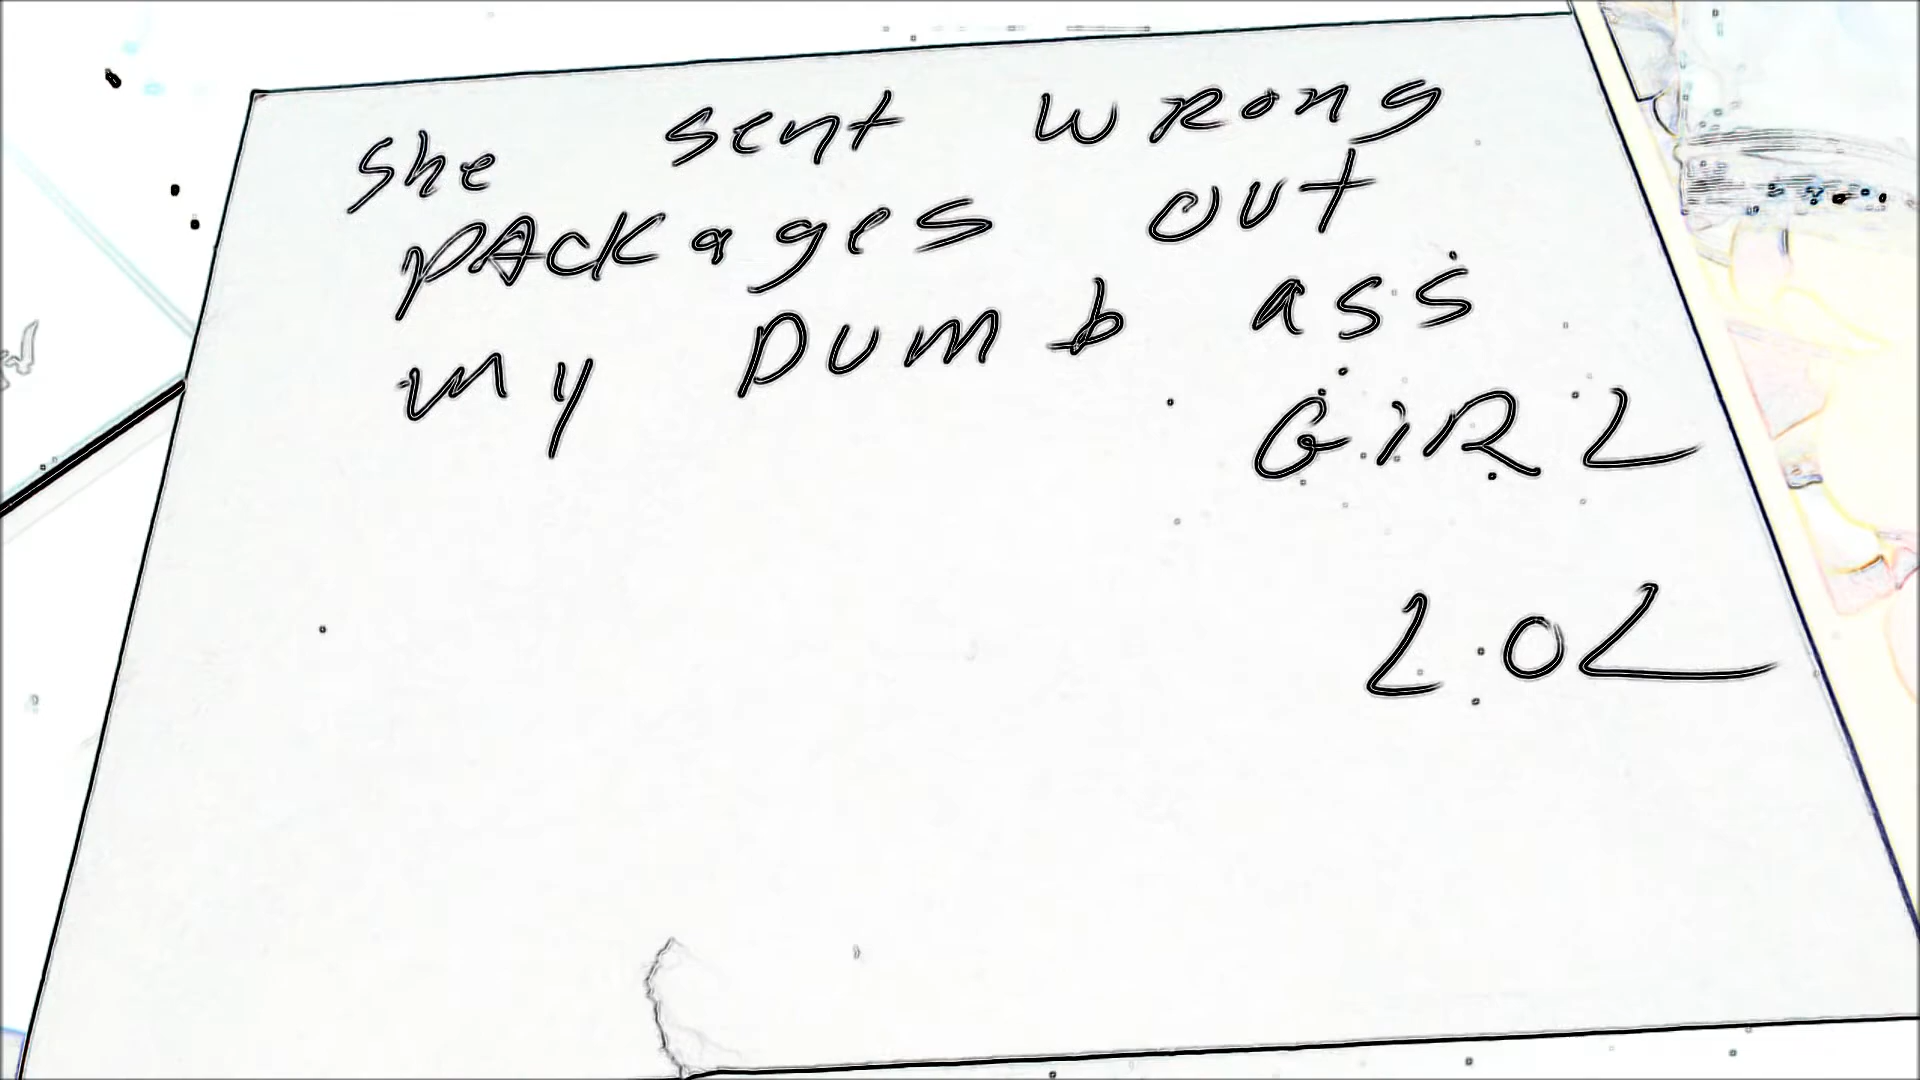 She sent wRong
PAckages out
my DUMb ass
GiRL
LOL